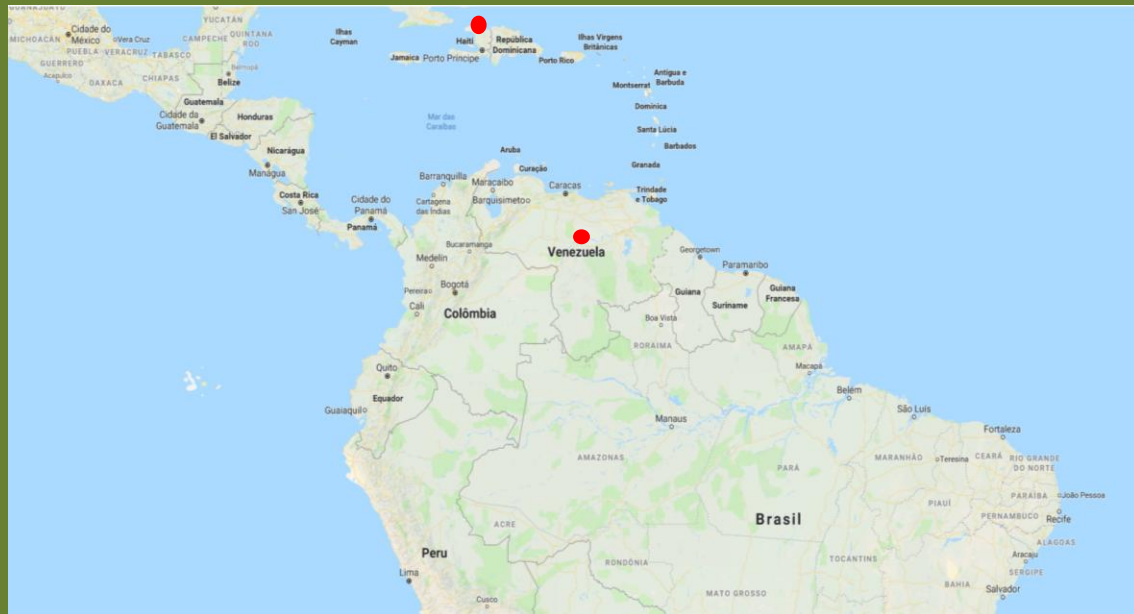 GUANAJUATO
YUCATÁN
Cidade do
México
Vera Cruz
MICHOACÁN
CAMPECHE
QUINTANA
ROO
PUEBLA
VERACRUZ
TABASCO
GUERRERO
Acapulco
OAXACA
CHIAPAS
Belmopã
Belize
Guatemala
Cidade da
Guatemala
Honduras
El Salvador
Nicarágua
Manágua
Costa Rica
San José
Cidade do
Panamá
Panamá
Ilhas
Cayman
Haiti
República
Dominicana
Jamaica
Porto Príncipe
Porto Rico
Ilhas Virgens
Britânicas
Antígua e
Barbuda
Montserrat
Dominica
Santa Lúcia
Barbados
Granada
Trindade
e Tobago
Mar das
Caraíbas
Aruba
Curação
Barranquilla
Maracaibo
Caracas
Cartagena
das Índias
Barquisimetoo
Bucaramanga
Venezuela
Medelín
Georgetown
Paramaribo
Pereira
Bogotá
Cali
Colômbia
Guiana
Suriname
Guiana
Francesa
Boa Vista
RORAIMA
AMAPÁ
Macapá
Quito
Equador
Guaiaquil
Belém
São Luís
Manaus
Fortaleza
AMAZONAS
PARÁ
MARANHÃO
Teresina
CEARÁ
RIO GRANDE
DO NORTE
PARAÍBA
João Pessoa
PIAUÍ
PERNAMBUCO
Recife
ACRE
Brasil
ALAGOAS
Peru
Aracaju
RONDÔNIA
TOCANTINS
SERGIPE
Lima
BAHIA
Salvador
Cusco
MATO GROSSO